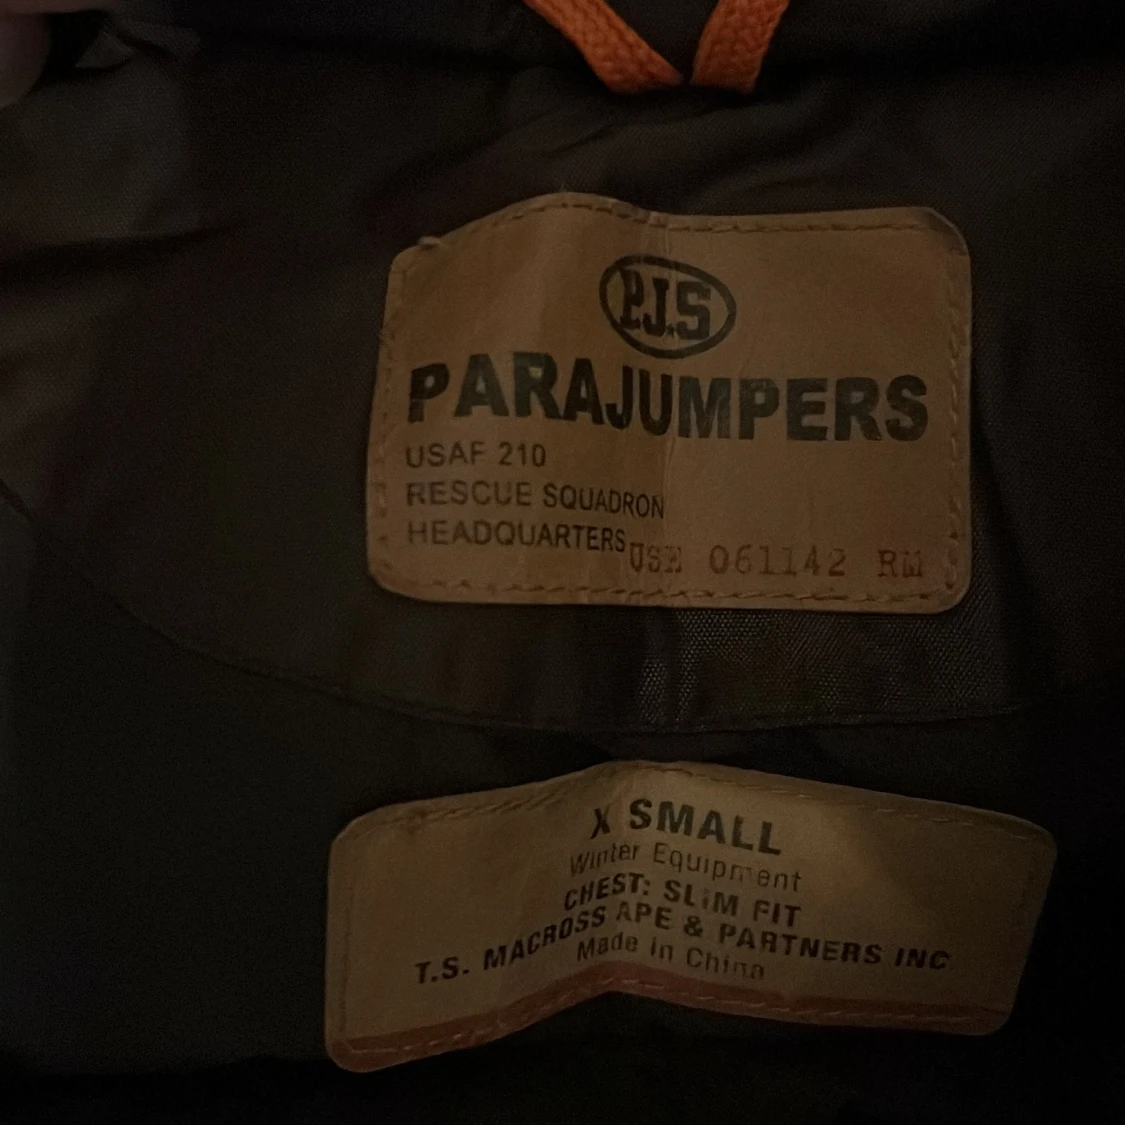 P.J.S
PARAJUMPERS
USAF 210
RESCUE SQUADRON
HEADQUARTERS
USE 061142 RM
X SMALL
Winter Equipment
CHEST: SLIM FIT
T.S. MACROSS APE & PARTNERS INC
Made in China